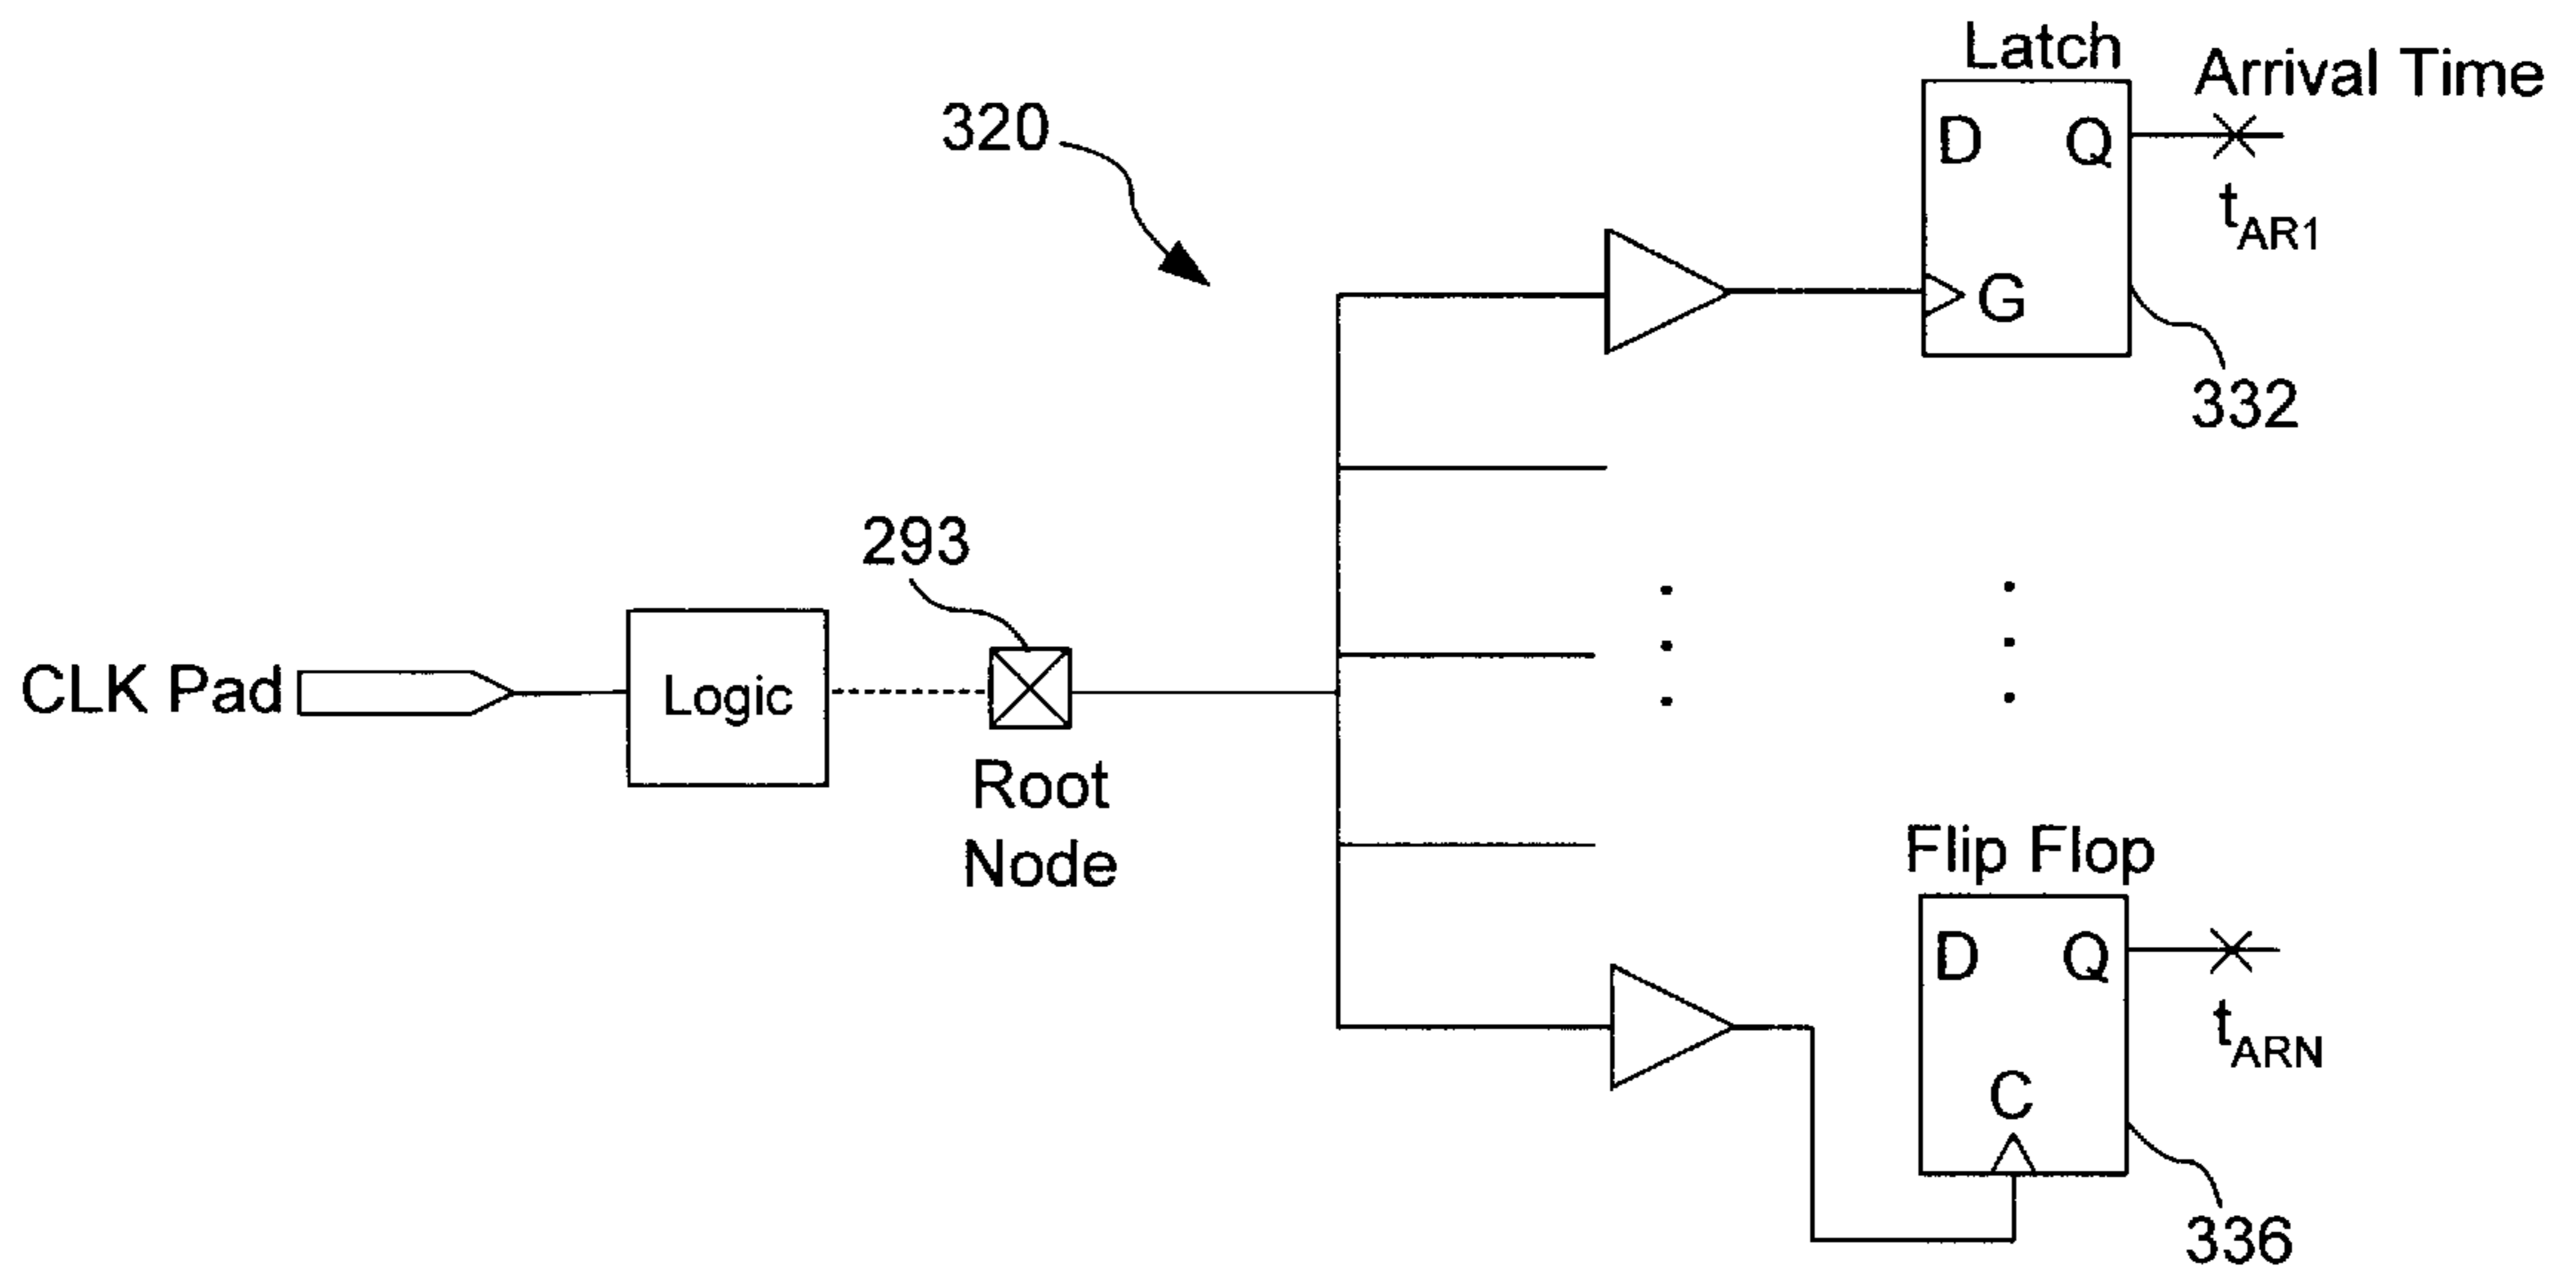 Latch
Arrival Time
320
D Q
tAR1
G
332
293
CLK Pad
Logic
Root
Node
Flip Flop
D Q
tARN
C
336